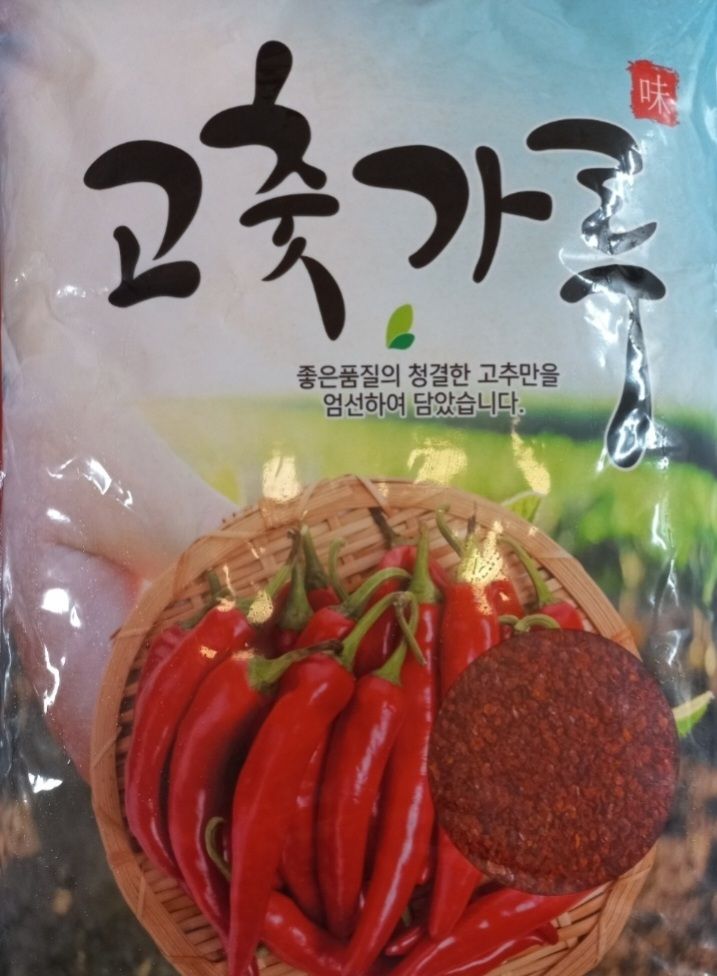 고춧가루
味
좋은품질의 청결한 고추만을
엄선하여 담았습니다.